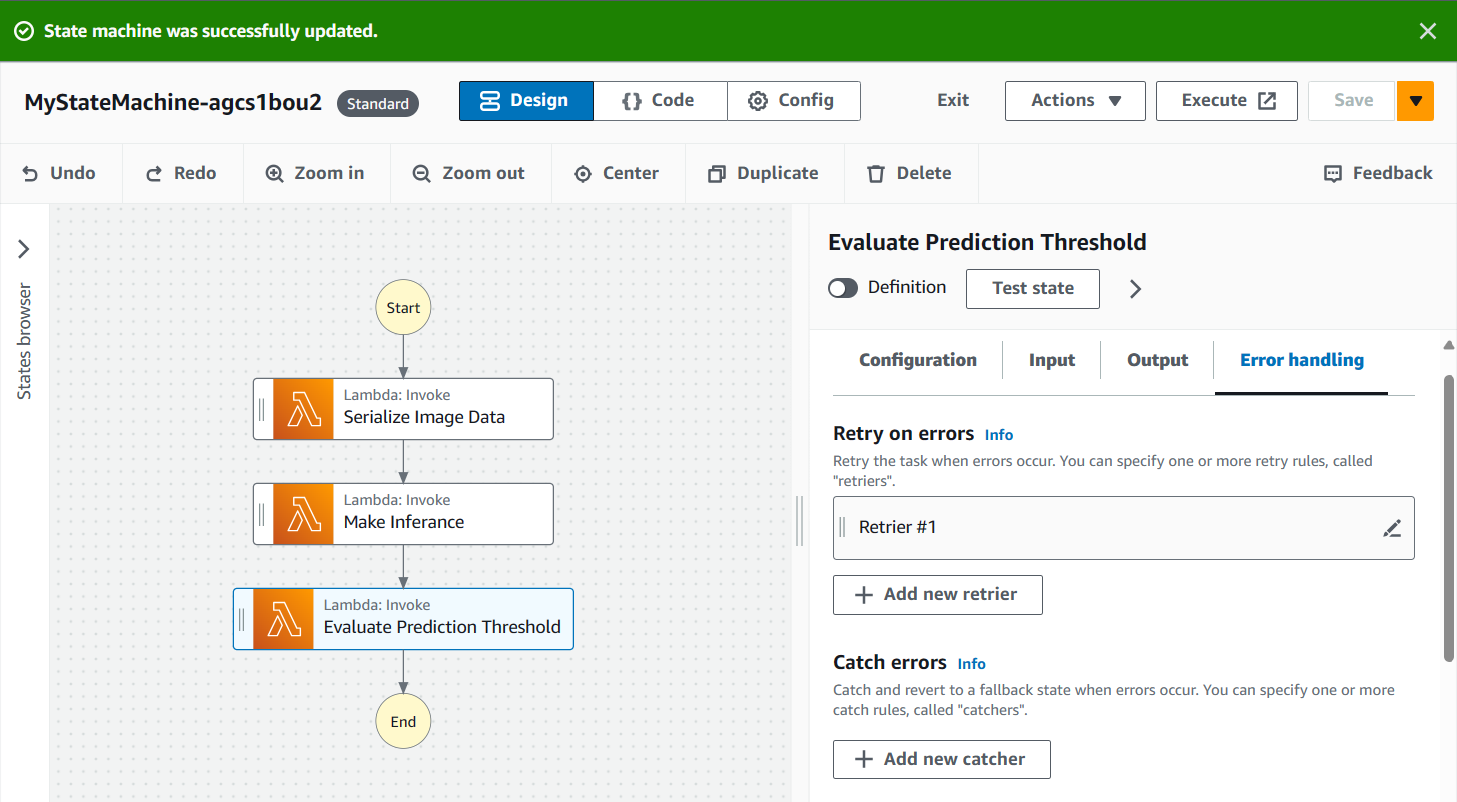 State machine was successfully updated.
MyStateMachine-agcs1bou2
Standard
Design
{} Code
Config
Exit
Actions
Execute
Save
Undo
Redo
Zoom in
Zoom out
Center
Duplicate
Delete
Feedback
States browser
Start
Lambda: Invoke
Serialize Image Data
Lambda: Invoke
Make Inferance
Lambda: Invoke
Evaluate Prediction Threshold
End
Evaluate Prediction Threshold
Definition
Test state
Configuration
Input
Output
Error handling
Retry on errors Info
Retry the task when errors occur. You can specify one or more retry rules, called
"retriers".
Retrier #1
+ Add new retrier
Catch errors Info
Catch and revert to a fallback state when errors occur. You can specify one or more
catch rules, called "catchers".
+ Add new catcher